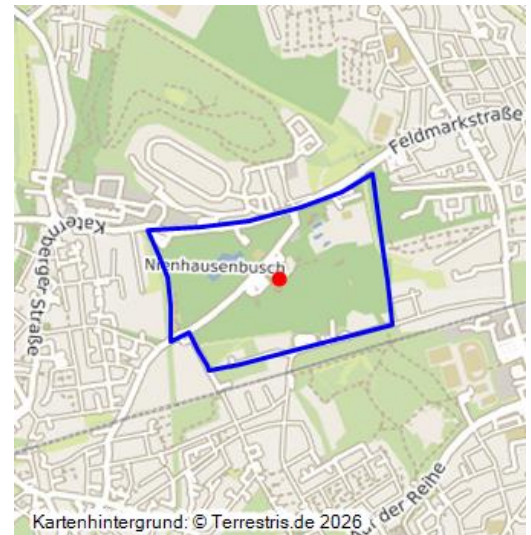 Feldmarkstraße
Katernberger Straße
Nienhausenbusch
Auf der Reihe
Kartenhintergrund: © Terrestris.de 2026